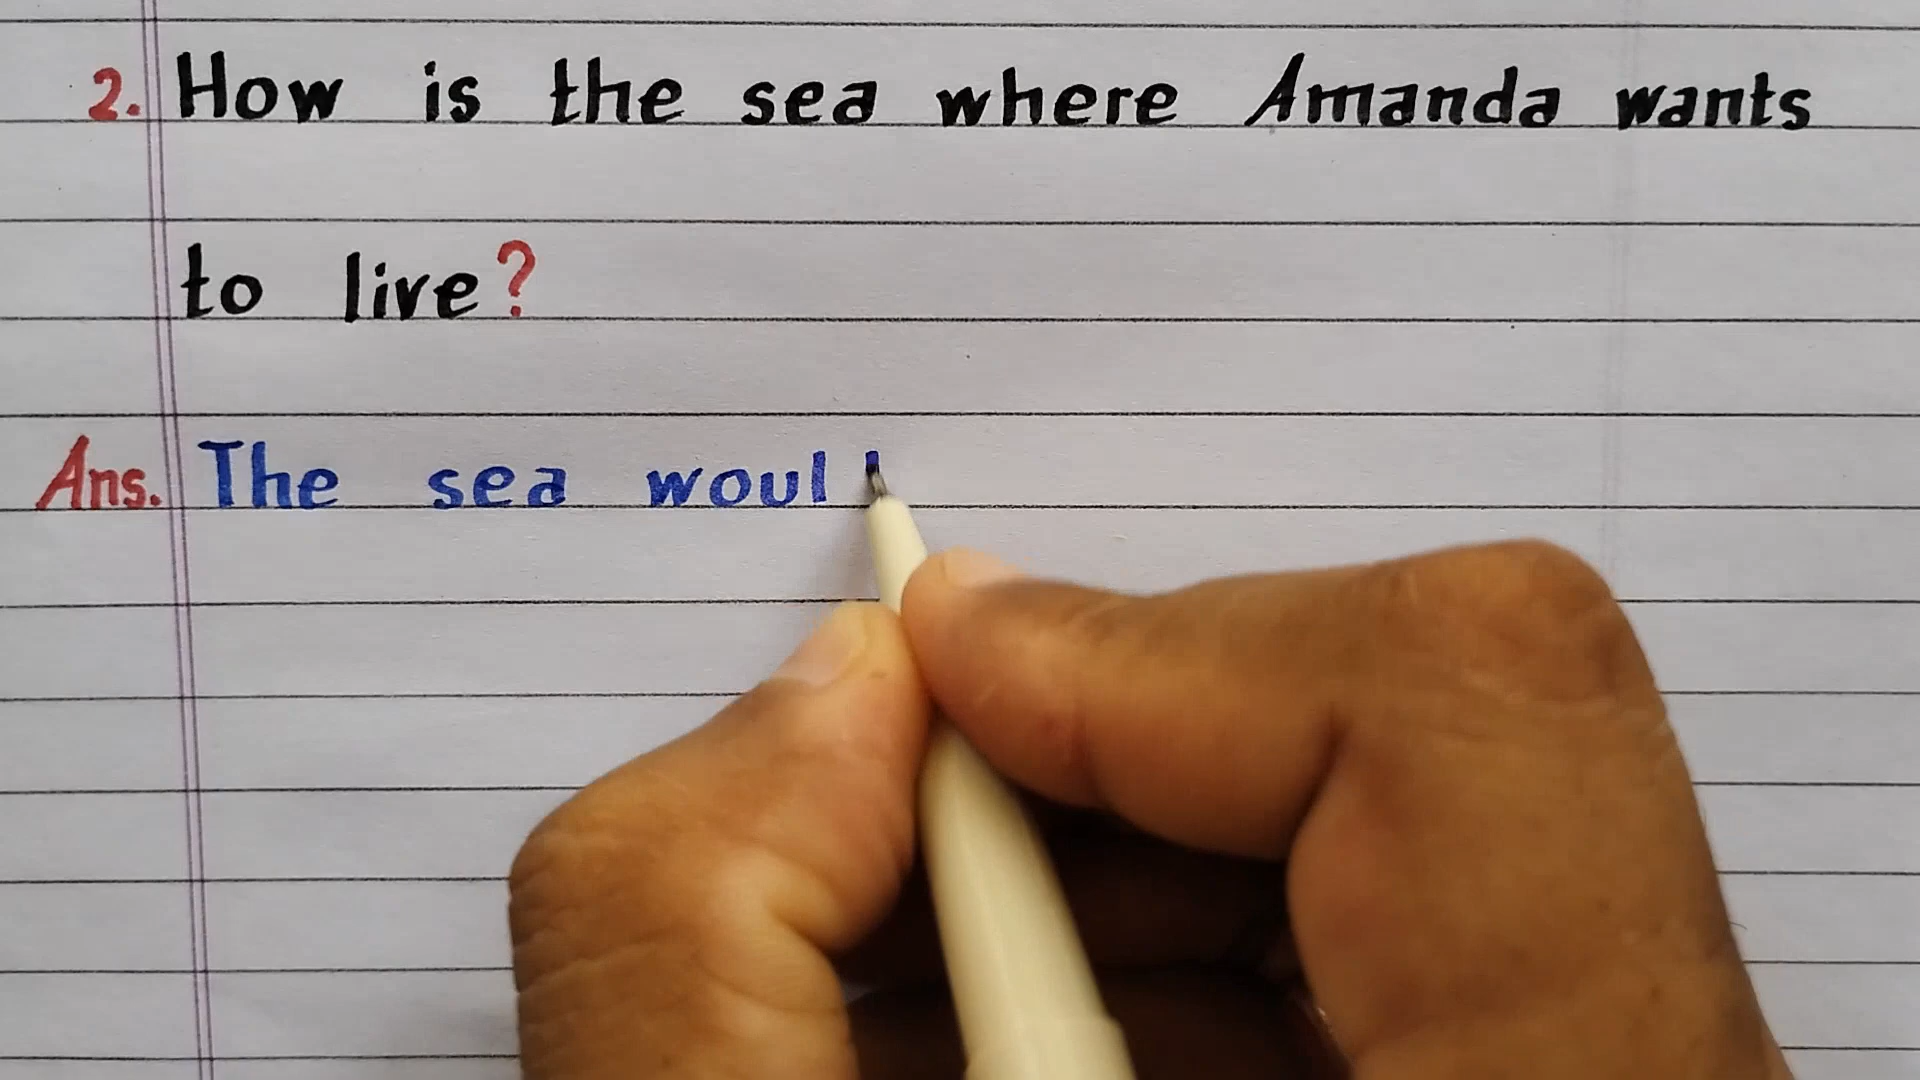 2. How is the sea where Amanda wants
to live?
Ans. The sea woul